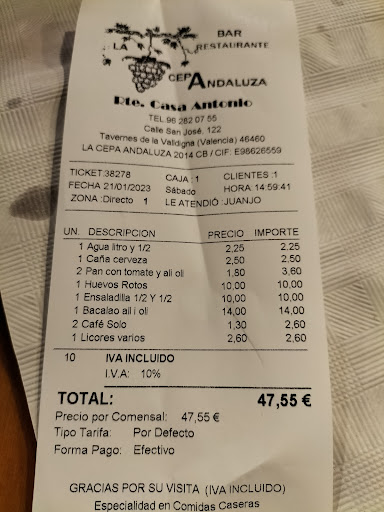 BAR
LA RESTAURANTE
CEPA ANDALUZA
Rte. Casa Antonio
TEL.96 282 07 55
Calle San José, 122
Tavernes de la Valldigna (Valencia) 46460
LA CEPA ANDALUZA 2014 CB / CIF: E98626559
TICKET:38278 CAJA : 1 CLIENTES : 1
FECHA 21/01/2023 Sábado HORA: 14:59:41
ZONA :Directo 1 LE ATENDIÓ :JUANJO
UN. DESCRIPCION PRECIO IMPORTE
1 Agua litro y 1/2 2,25 2,25
1 Caña cerveza 2,50 2,50
2 Pan con tomate y ali oli 1,80 3,60
1 Huevos Rotos 10,00 10,00
1 Ensaladilla 1/2 Y 1/2 10,00 10,00
1 Bacalao all i oli 14,00 14,00
2 Café Solo 1,30 2,60
1 Licores varios 2,60 2,60
10 IVA INCLUIDO
I.V.A: 10%
TOTAL: 47,55 €
Precio por Comensal: 47,55 €
Tipo Tarifa: Por Defecto
Forma Pago: Efectivo
GRACIAS POR SU VISITA (IVA INCLUIDO)
Especialidad en Comidas Caseras